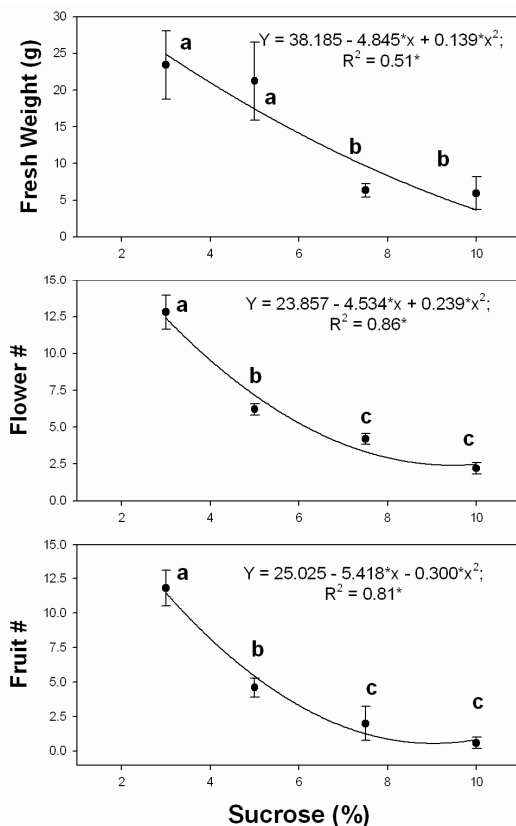 Y = 38.185 - 4.845*x + 0.139*x²;
R² = 0.51*
Fresh Weight (g)
30
25
20
15
10
5
0
a
a
b
b
2
4
6
8
10
Y = 23.857 - 4.534*x + 0.239*x²;
R² = 0.86*
Flower #
15.0
12.5
10.0
7.5
5.0
2.5
0.0
a
b
c
c
2
4
6
8
10
Y = 25.025 - 5.418*x - 0.300*x²;
R² = 0.81*
Fruit #
15.0
12.5
10.0
7.5
5.0
2.5
0.0
a
b
c
c
2
4
6
8
10
Sucrose (%)